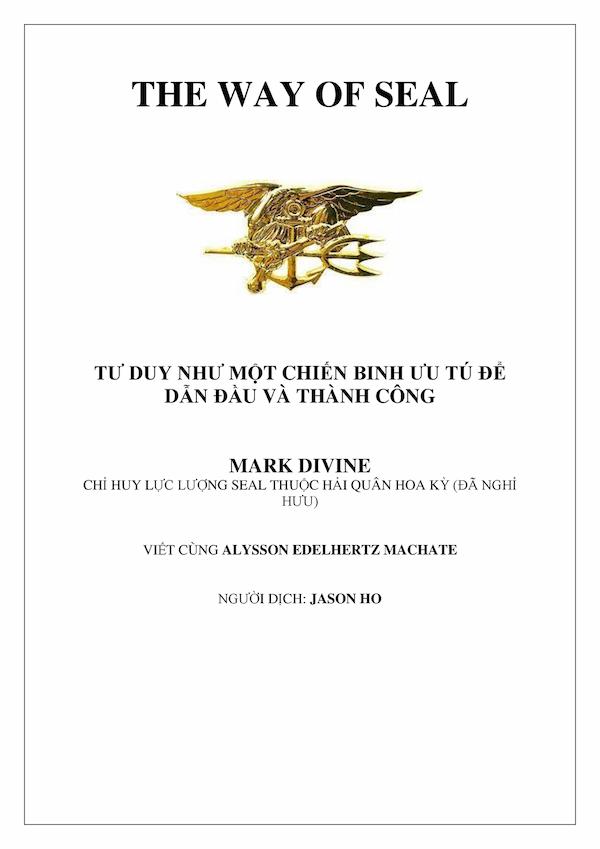 THE WAY OF SEAL
TƯ DUY NHƯ MỘT CHIẾN BINH ƯU TÚ ĐỂ
DẪN ĐẦU VÀ THÀNH CÔNG
MARK DIVINE
CHỈ HUY LỰC LƯỢNG SEAL THUỘC HẢI QUÂN HOA KỲ (ĐÃ NGHỈ
HƯU)
VIẾT CÙNG ALYSSON EDELHERTZ MACHATE
NGƯỜI DỊCH: JASON HO